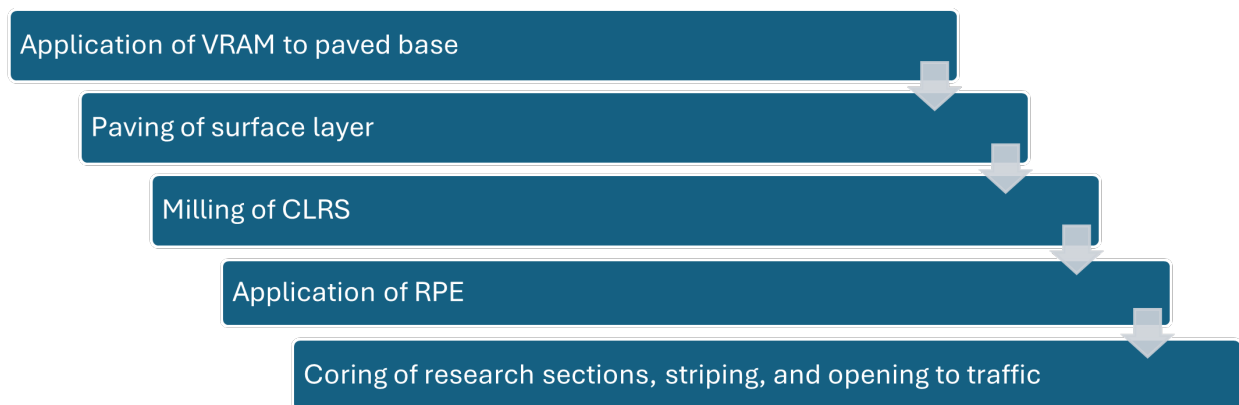 Application of VRAM to paved base
Paving of surface layer
Milling of CLRS
Application of RPE
Coring of research sections, striping, and opening to traffic